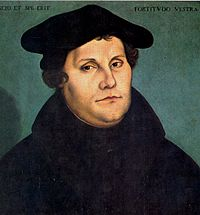 ET SPE ERIT FORTITVDO VESTRA